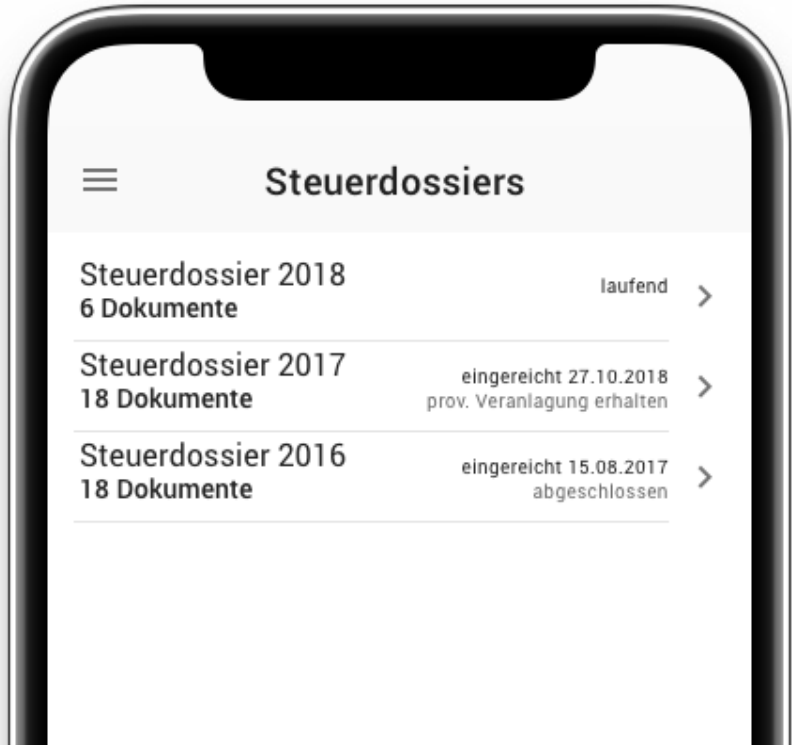 Steuerdossiers
Steuerdossier 2018
6 Dokumente
laufend
Steuerdossier 2017
18 Dokumente
eingereicht 27.10.2018
prov. Veranlagung erhalten
Steuerdossier 2016
18 Dokumente
eingereicht 15.08.2017
abgeschlossen